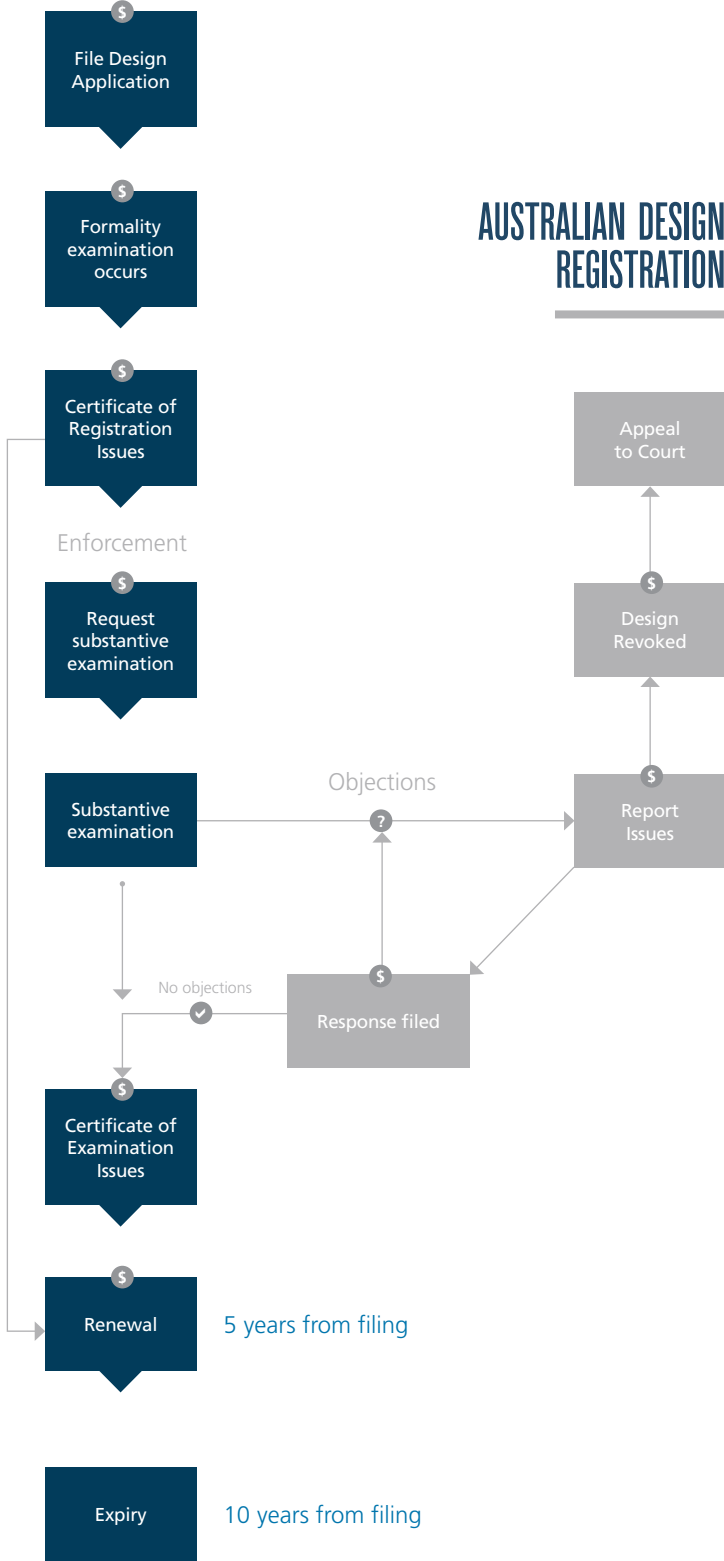 $
File Design
Application
$
Formality
examination
occurs
AUSTRALIAN DESIGN
REGISTRATION
$
Certificate of
Registration
Issues
Appeal
to Court
Enforcement
$
Request
substantive
examination
$
Design
Revoked
Substantive
examination
Objections
?
$
Report
Issues
No objections
$
Response filed
$
Certificate of
Examination
Issues
$
Renewal
5 years from filing
Expiry
10 years from filing